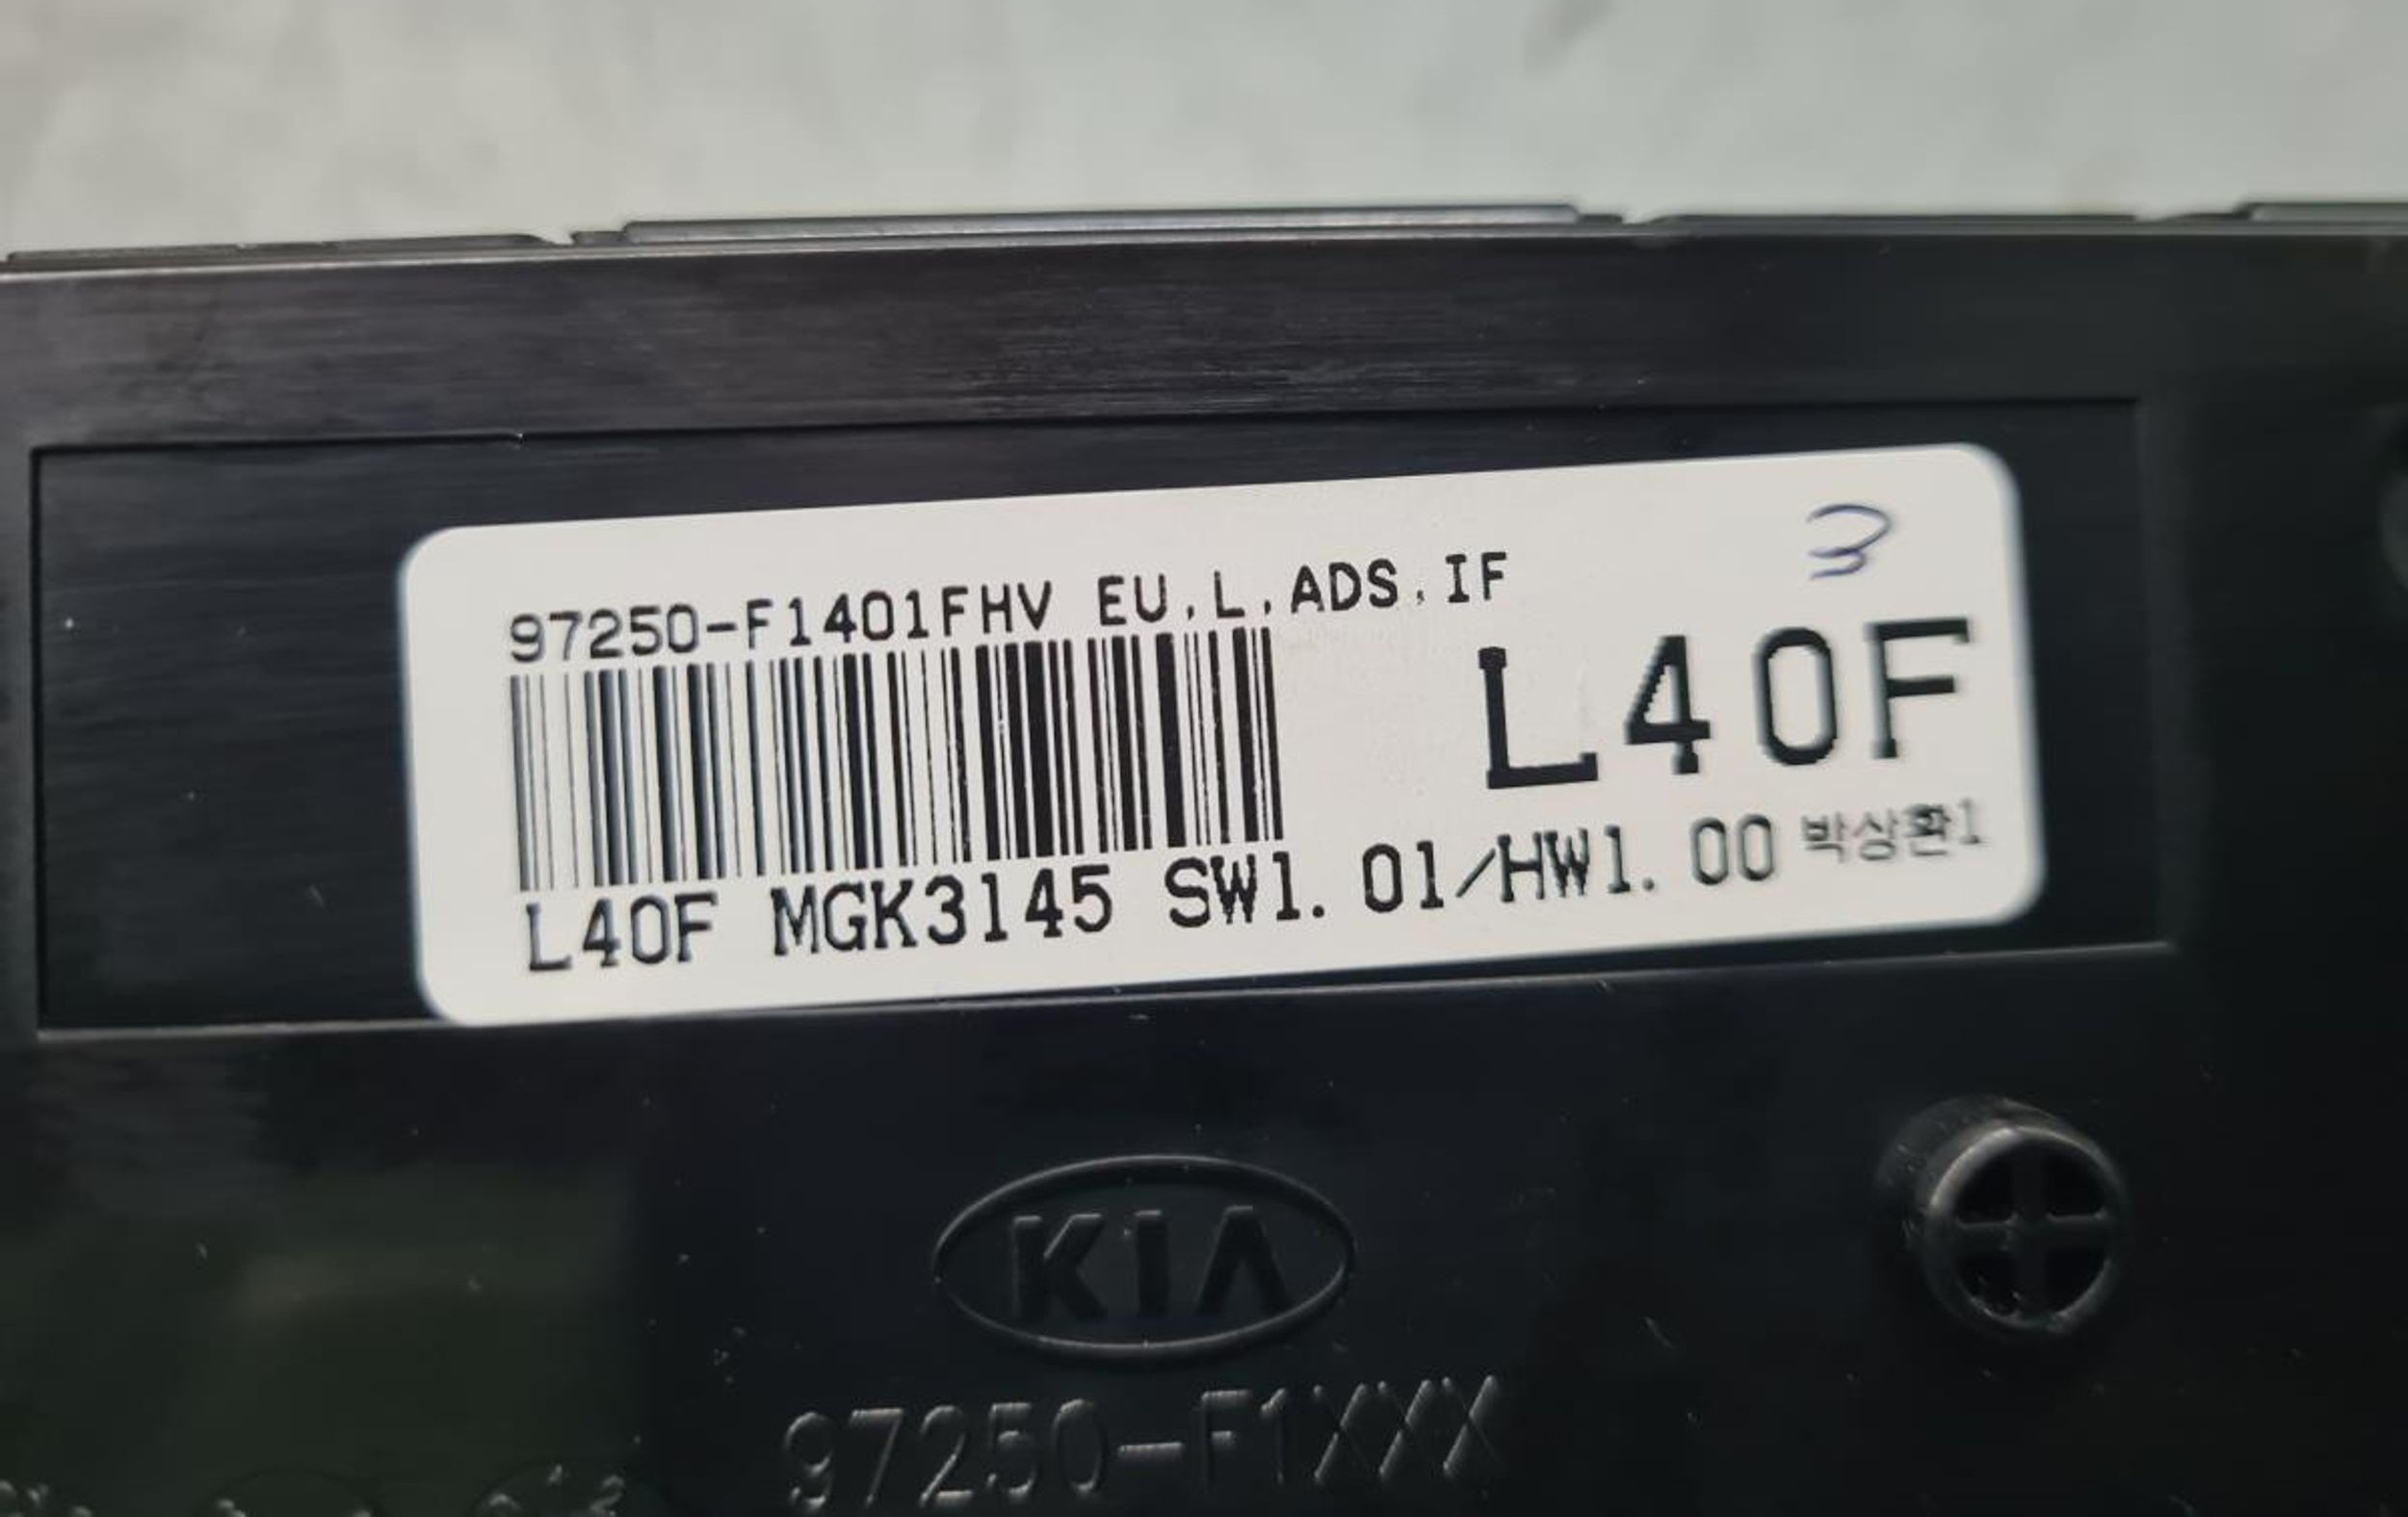 3
97250-F1401FHV EU.L.ADS.IF
L40F
L40F MGK3145 SW1.01/HW1.00 박상환1
KIA
97250-F1XXX